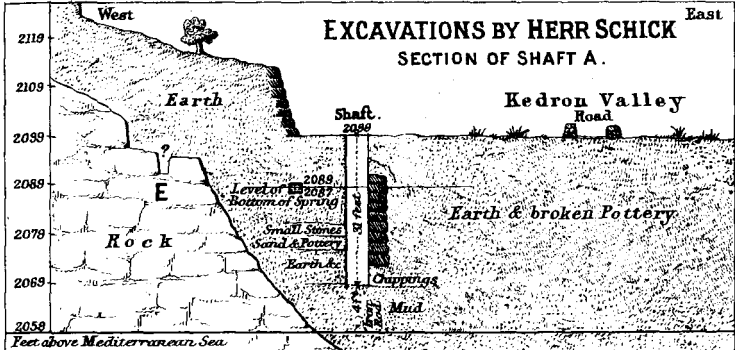 West
East
EXCAVATIONS BY HERR SCHICK
SECTION OF SHAFT A.
2119
2109
2099
2089
2078
2069
2058
Earth
Shaft.
2099
Kedron Valley
Road
?
E
Rock
2089
2087
Level of
Bottom of Spring
31 feet
Small Stones
Sand & Pottery
Earth &c.
Earth & broken Pottery
Chippings
Mud
Feet above Mediterranean Sea